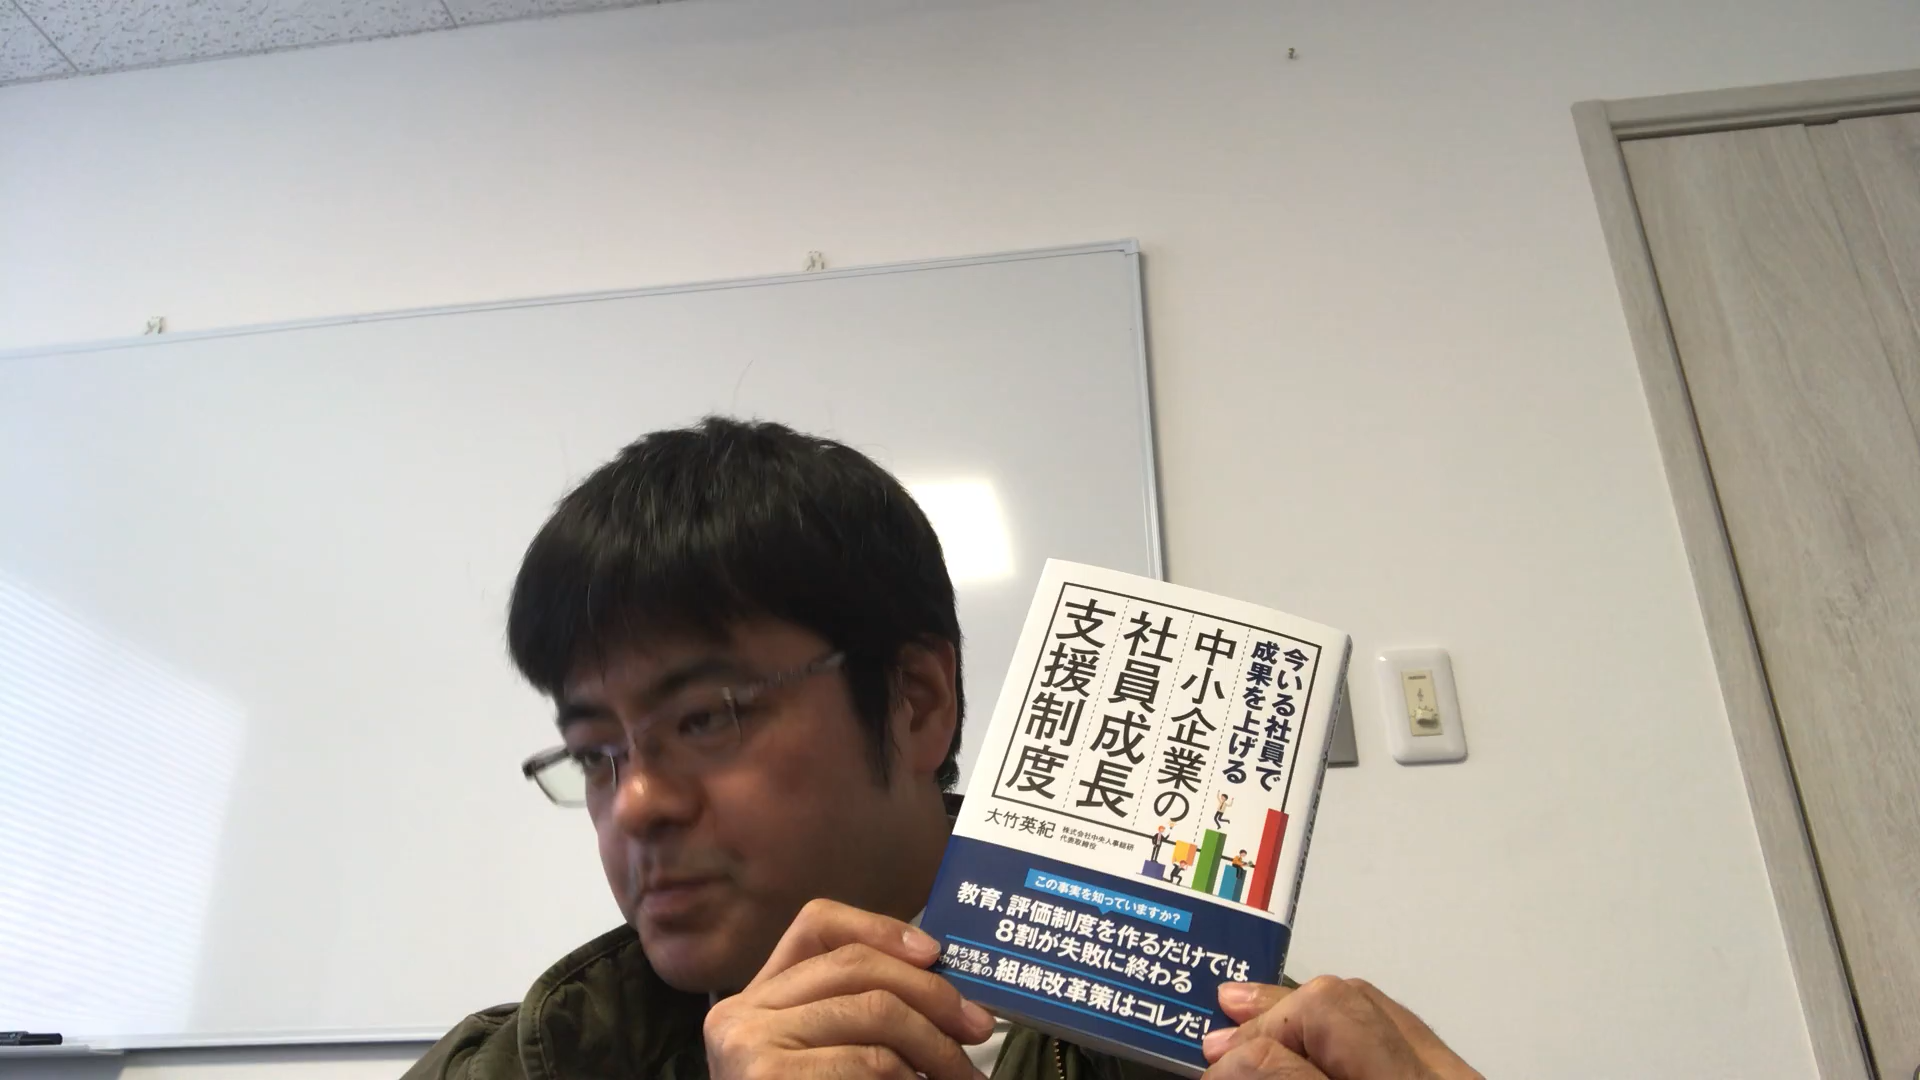 今いる社員で
成果を上げる
中小企業の
社員成長
支援制度
大竹英紀
株式会社中央人事総研
代表取締役
この事実を知っていますか?
教育、評価制度を作るだけでは
8割が失敗に終わる
勝ち残る
中小企業の
組織改革策はコレだ!